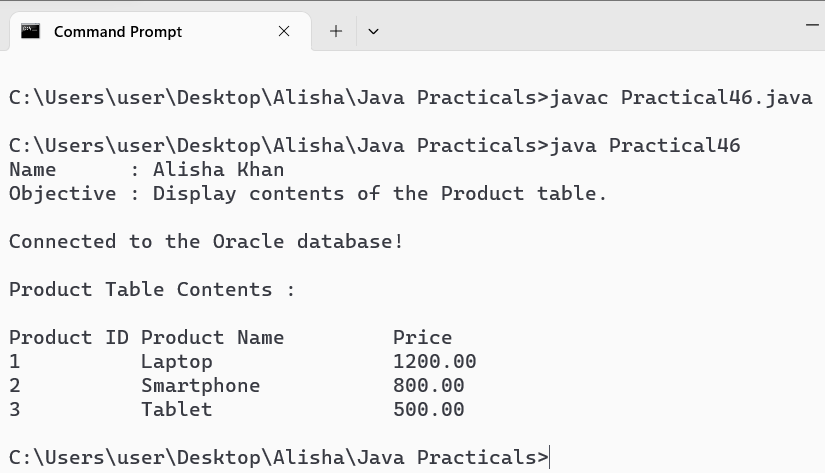 Command Prompt
C:\Users\user\Desktop\Alisha\Java Practicals>javac Practical46.java
C:\Users\user\Desktop\Alisha\Java Practicals>java Practical46
Name      : Alisha Khan
Objective : Display contents of the Product table.
Connected to the Oracle database!
Product Table Contents :
Product ID Product Name         Price
1          Laptop               1200.00
2          Smartphone           800.00
3          Tablet               500.00
C:\Users\user\Desktop\Alisha\Java Practicals>